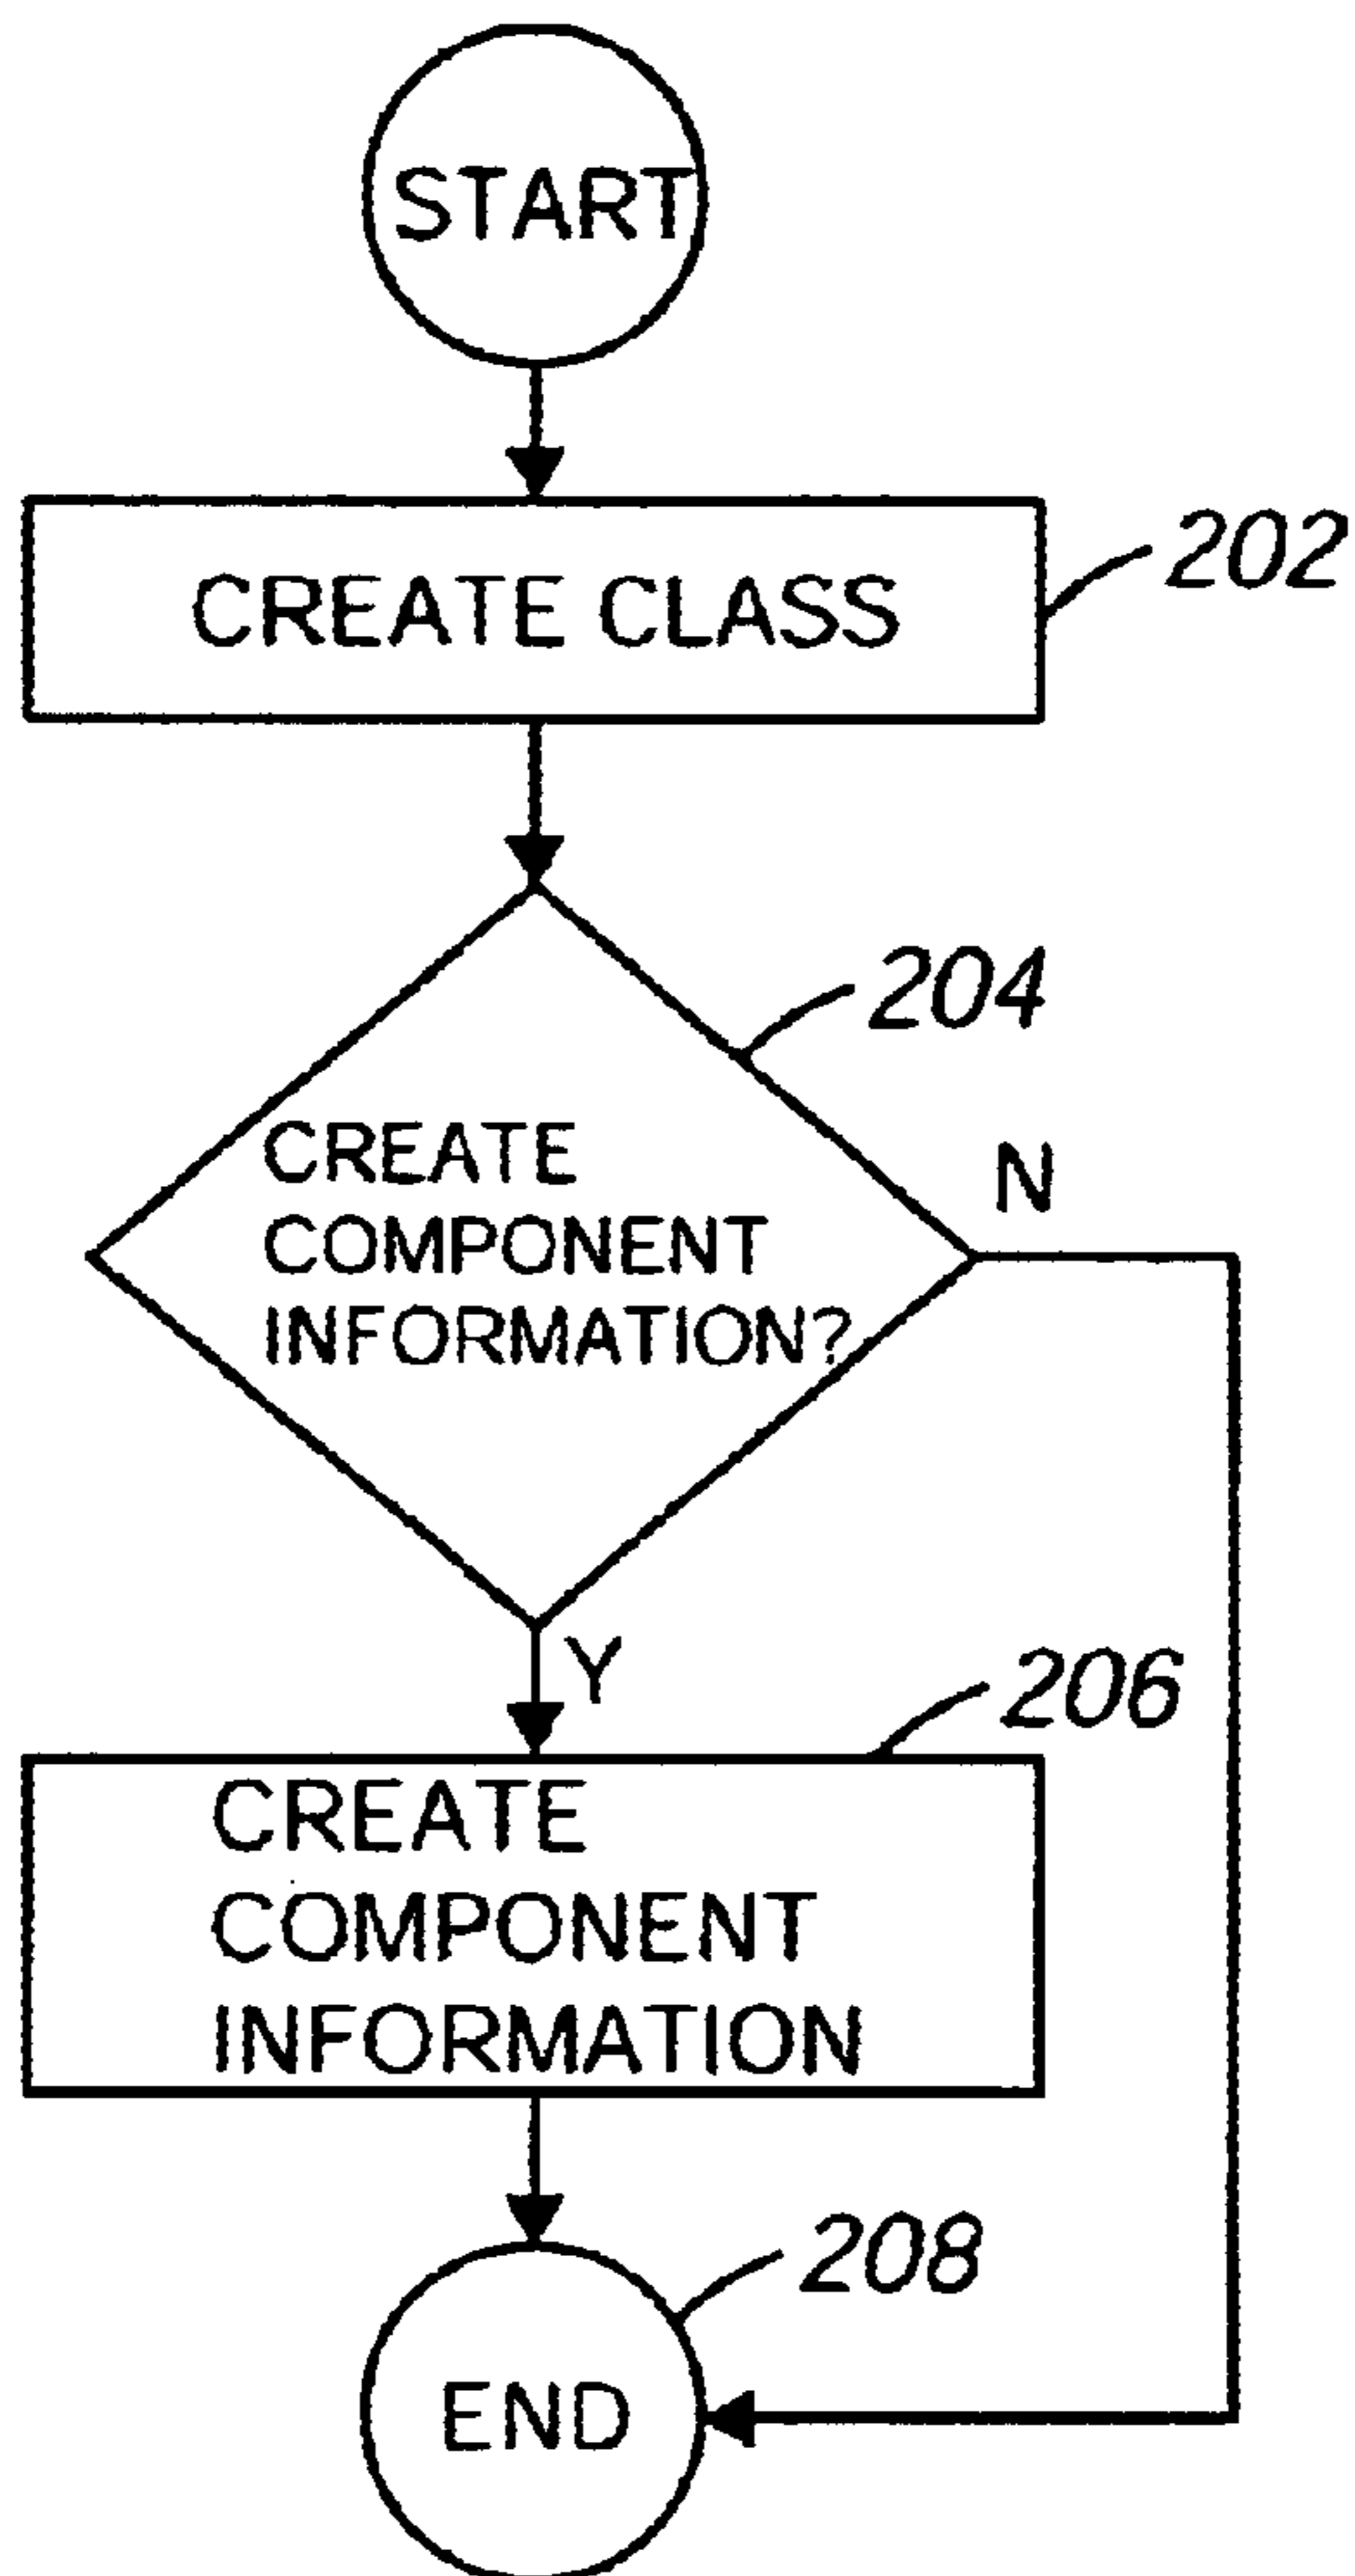 START
CREATE CLASS
202
204
CREATE
COMPONENT
INFORMATION?
N
Y
206
CREATE
COMPONENT
INFORMATION
208
END